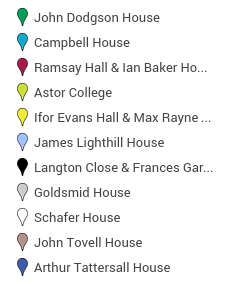 John Dodgson House
Campbell House
Ramsay Hall & Ian Baker Ho...
Astor College
Ifor Evans Hall & Max Rayne ...
James Lighthill House
Langton Close & Frances Gar...
Goldsmid House
Schafer House
John Tovell House
Arthur Tattersall House